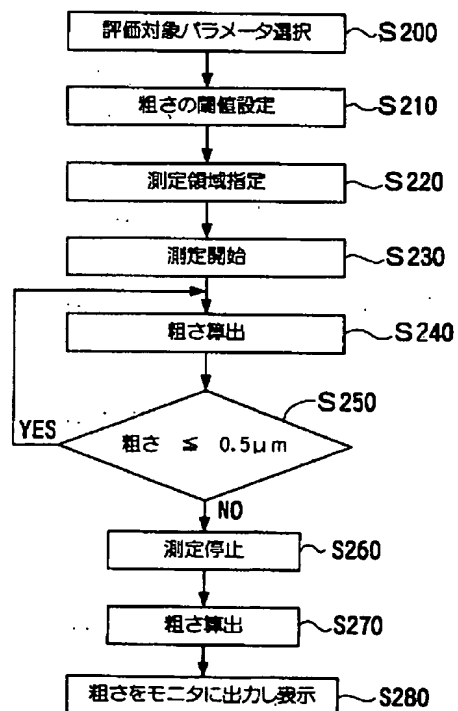 評価対象パラメータ選択 S200
粗さの閾値設定 S210
測定領域指定 S220
測定開始 S230
粗さ算出 S240
S250
YES
粗さ ≦ 0.5μm
NO
測定停止 S260
粗さ算出 S270
粗さをモニタに出力し表示 S280